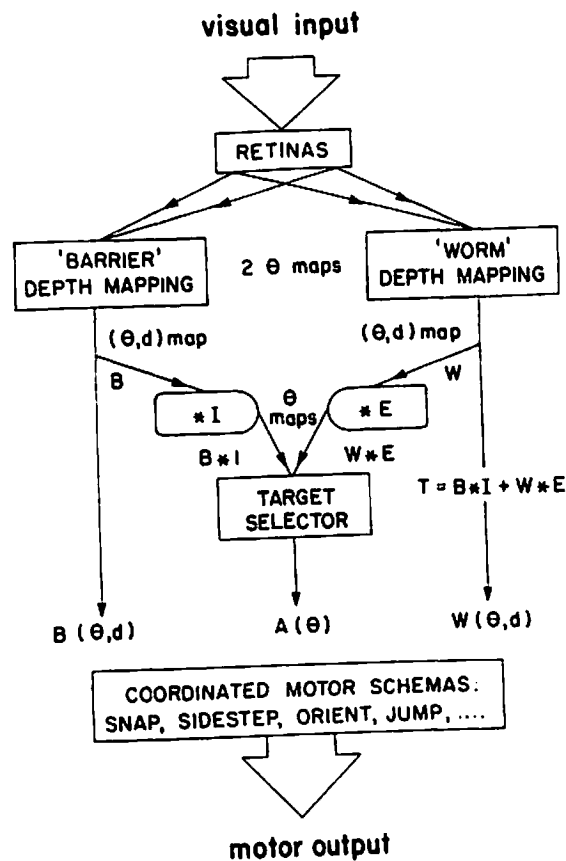 visual input
RETINAS
'BARRIER'
DEPTH MAPPING
2 θ maps
'WORM'
DEPTH MAPPING
(θ,d) map
(θ,d) map
B
W
* I
θ
maps
* E
B * I
W * E
TARGET
SELECTOR
T = B * I + W * E
B (θ,d)
A (θ)
W (θ,d)
COORDINATED MOTOR SCHEMAS:
SNAP, SIDESTEP, ORIENT, JUMP, ....
motor output